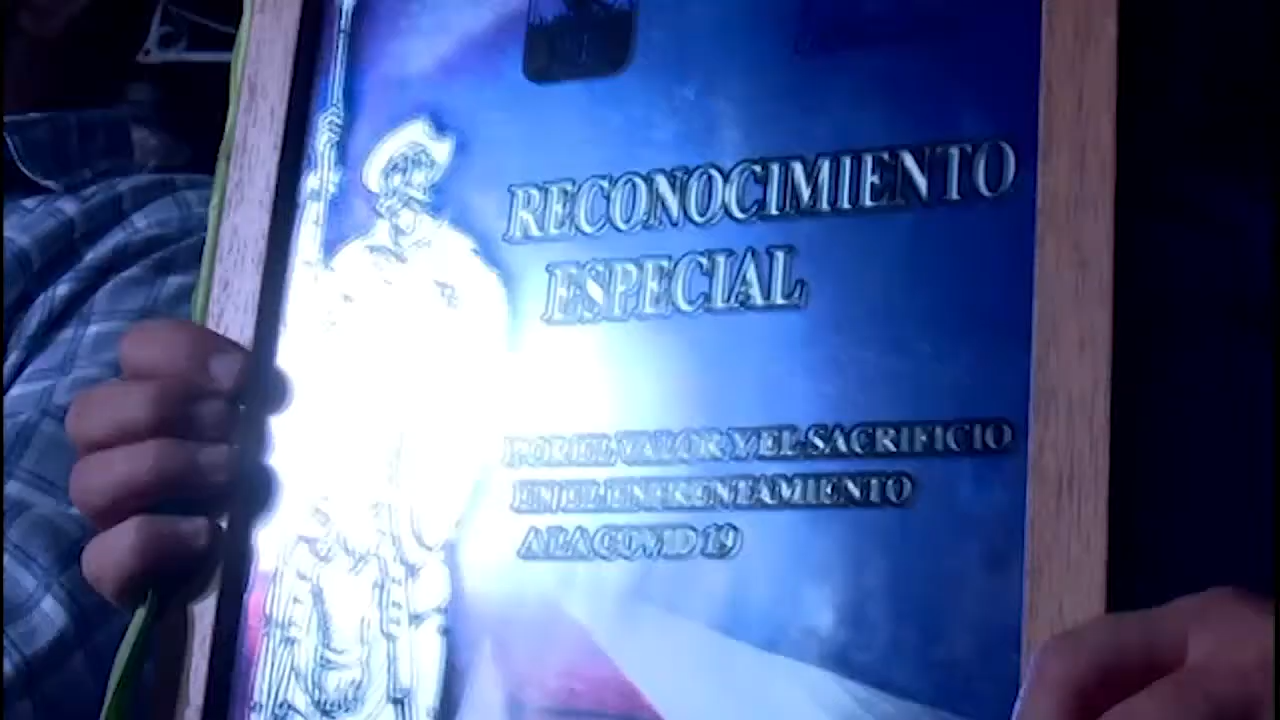 RECONOCIMIENTO
ESPECIAL
POR EL VALOR Y EL SACRIFICIO
EN EL ENFRENTAMIENTO
A LA COVID 19